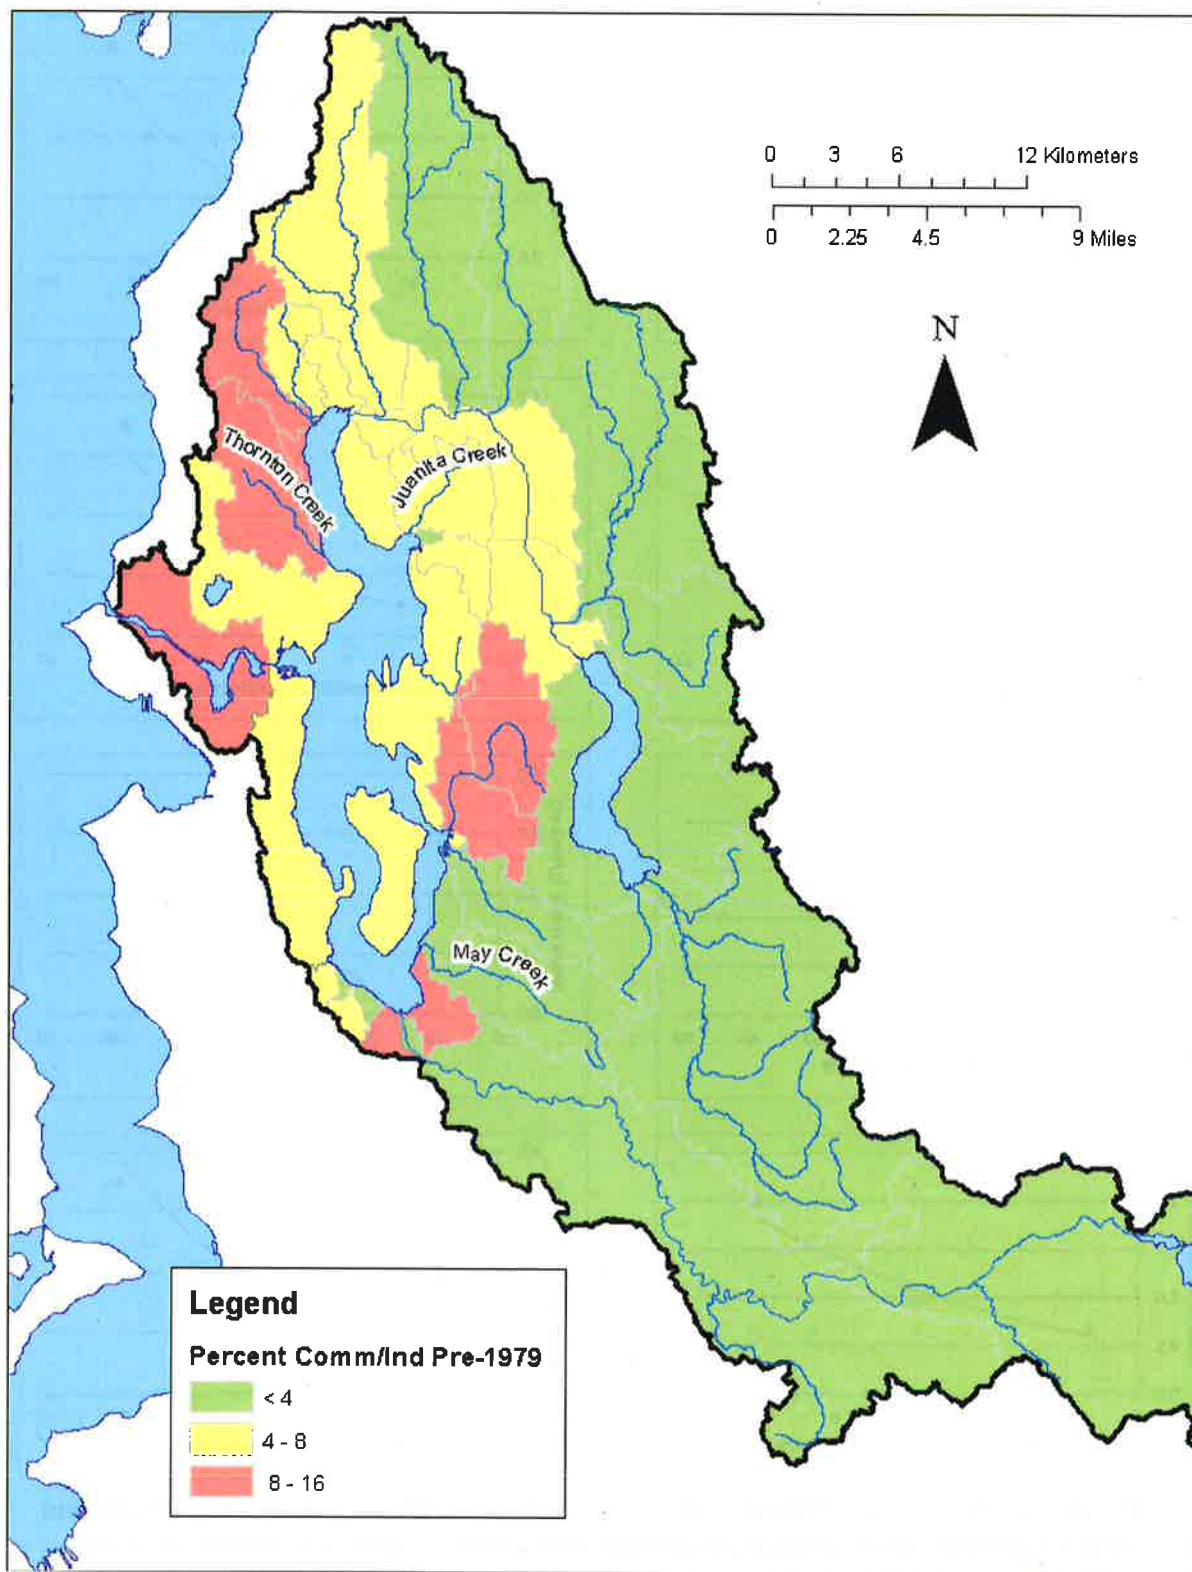 0 3 6 12 Kilometers
0 2.25 4.5 9 Miles
N
Thornton Creek
Juanita Creek
May Creek
Legend
Percent Comm/Ind Pre-1979
< 4
4 - 8
8 - 16